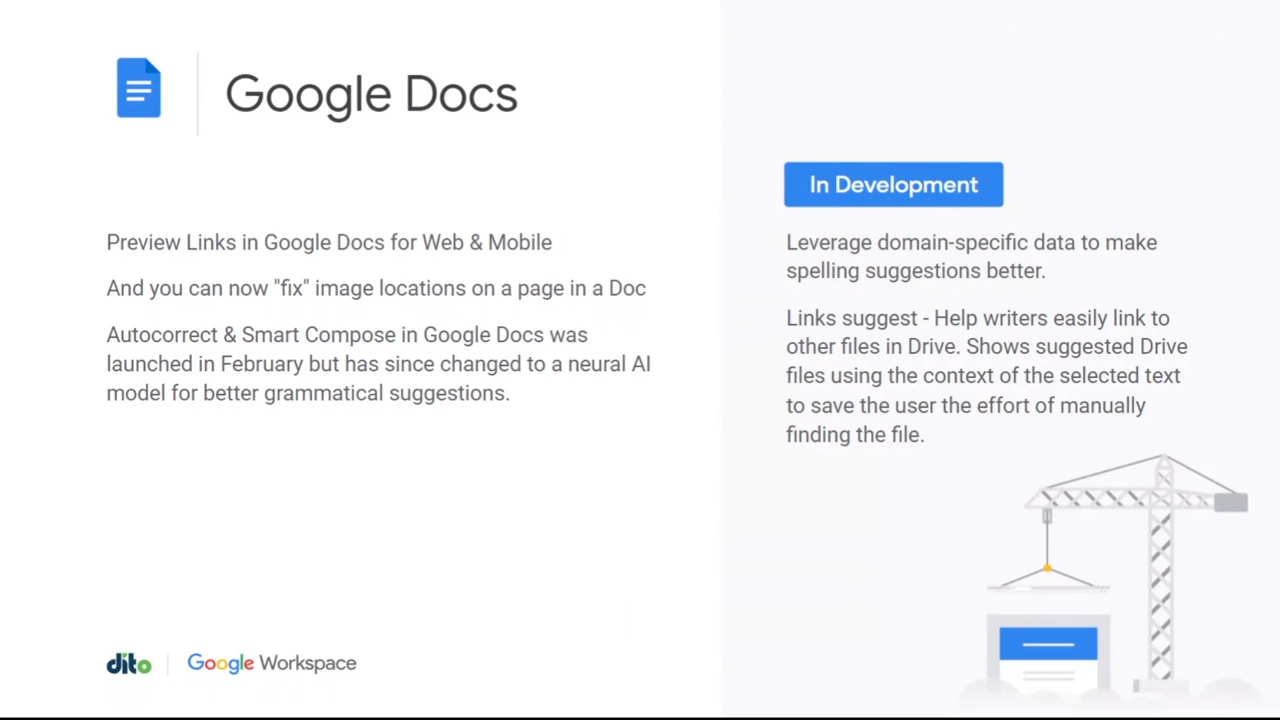 Google Docs
Preview Links in Google Docs for Web & Mobile
And you can now "fix" image locations on a page in a Doc
Autocorrect & Smart Compose in Google Docs was
launched in February but has since changed to a neural AI
model for better grammatical suggestions.
In Development
Leverage domain-specific data to make
spelling suggestions better.
Links suggest - Help writers easily link to
other files in Drive. Shows suggested Drive
files using the context of the selected text
to save the user the effort of manually
finding the file.
dito
Google Workspace